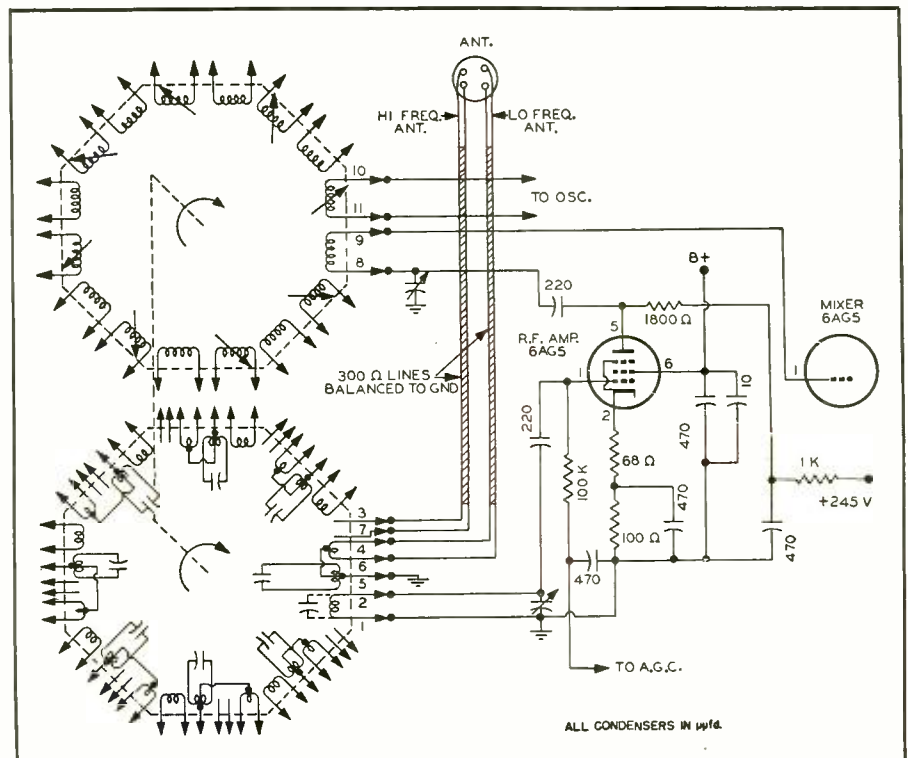 ANT.
HI FREQ.
ANT.
LO FREQ.
ANT.
10
TO OSC.
11
9
8
B+
220
1800 Ω
MIXER
6AG5
5
R.F. AMP.
6AG5
6
1
1
10
300 Ω LINES
BALANCED TO GND
2
220
470
68 Ω
100 K
470
1 K
+245 V
3
7
4
6
5
2
1
100 Ω
470
470
TO A.G.C.
ALL CONDENSERS IN µµfd.